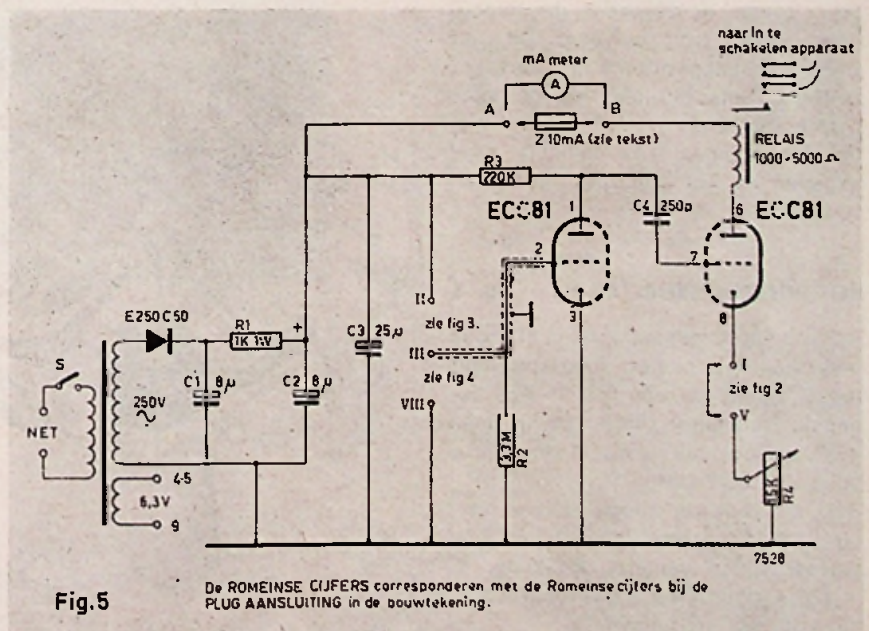 naar in te
schakelen apparaat
mA meter
A
A
B
Z 10mA (zie tekst)
RELAIS
1000-5000 Ω
R3
220K
ECC81
1
C4
250p
6
ECC81
2
7
3
8
II
zie fig 3.
III
zie fig 4
VIII
I
zie fig 2
V
E250C50
R1
1K 1W
+
C3
25µ
S
C1
8µ
C2
8µ
250V
NET
4-5
6,3V
9
3,3M
R2
R4
7528
Fig.5
De ROMEINSE CIJFERS corresponderen met de Romeinse cijfers bij de
PLUG AANSLUITING in de bouwtekening.